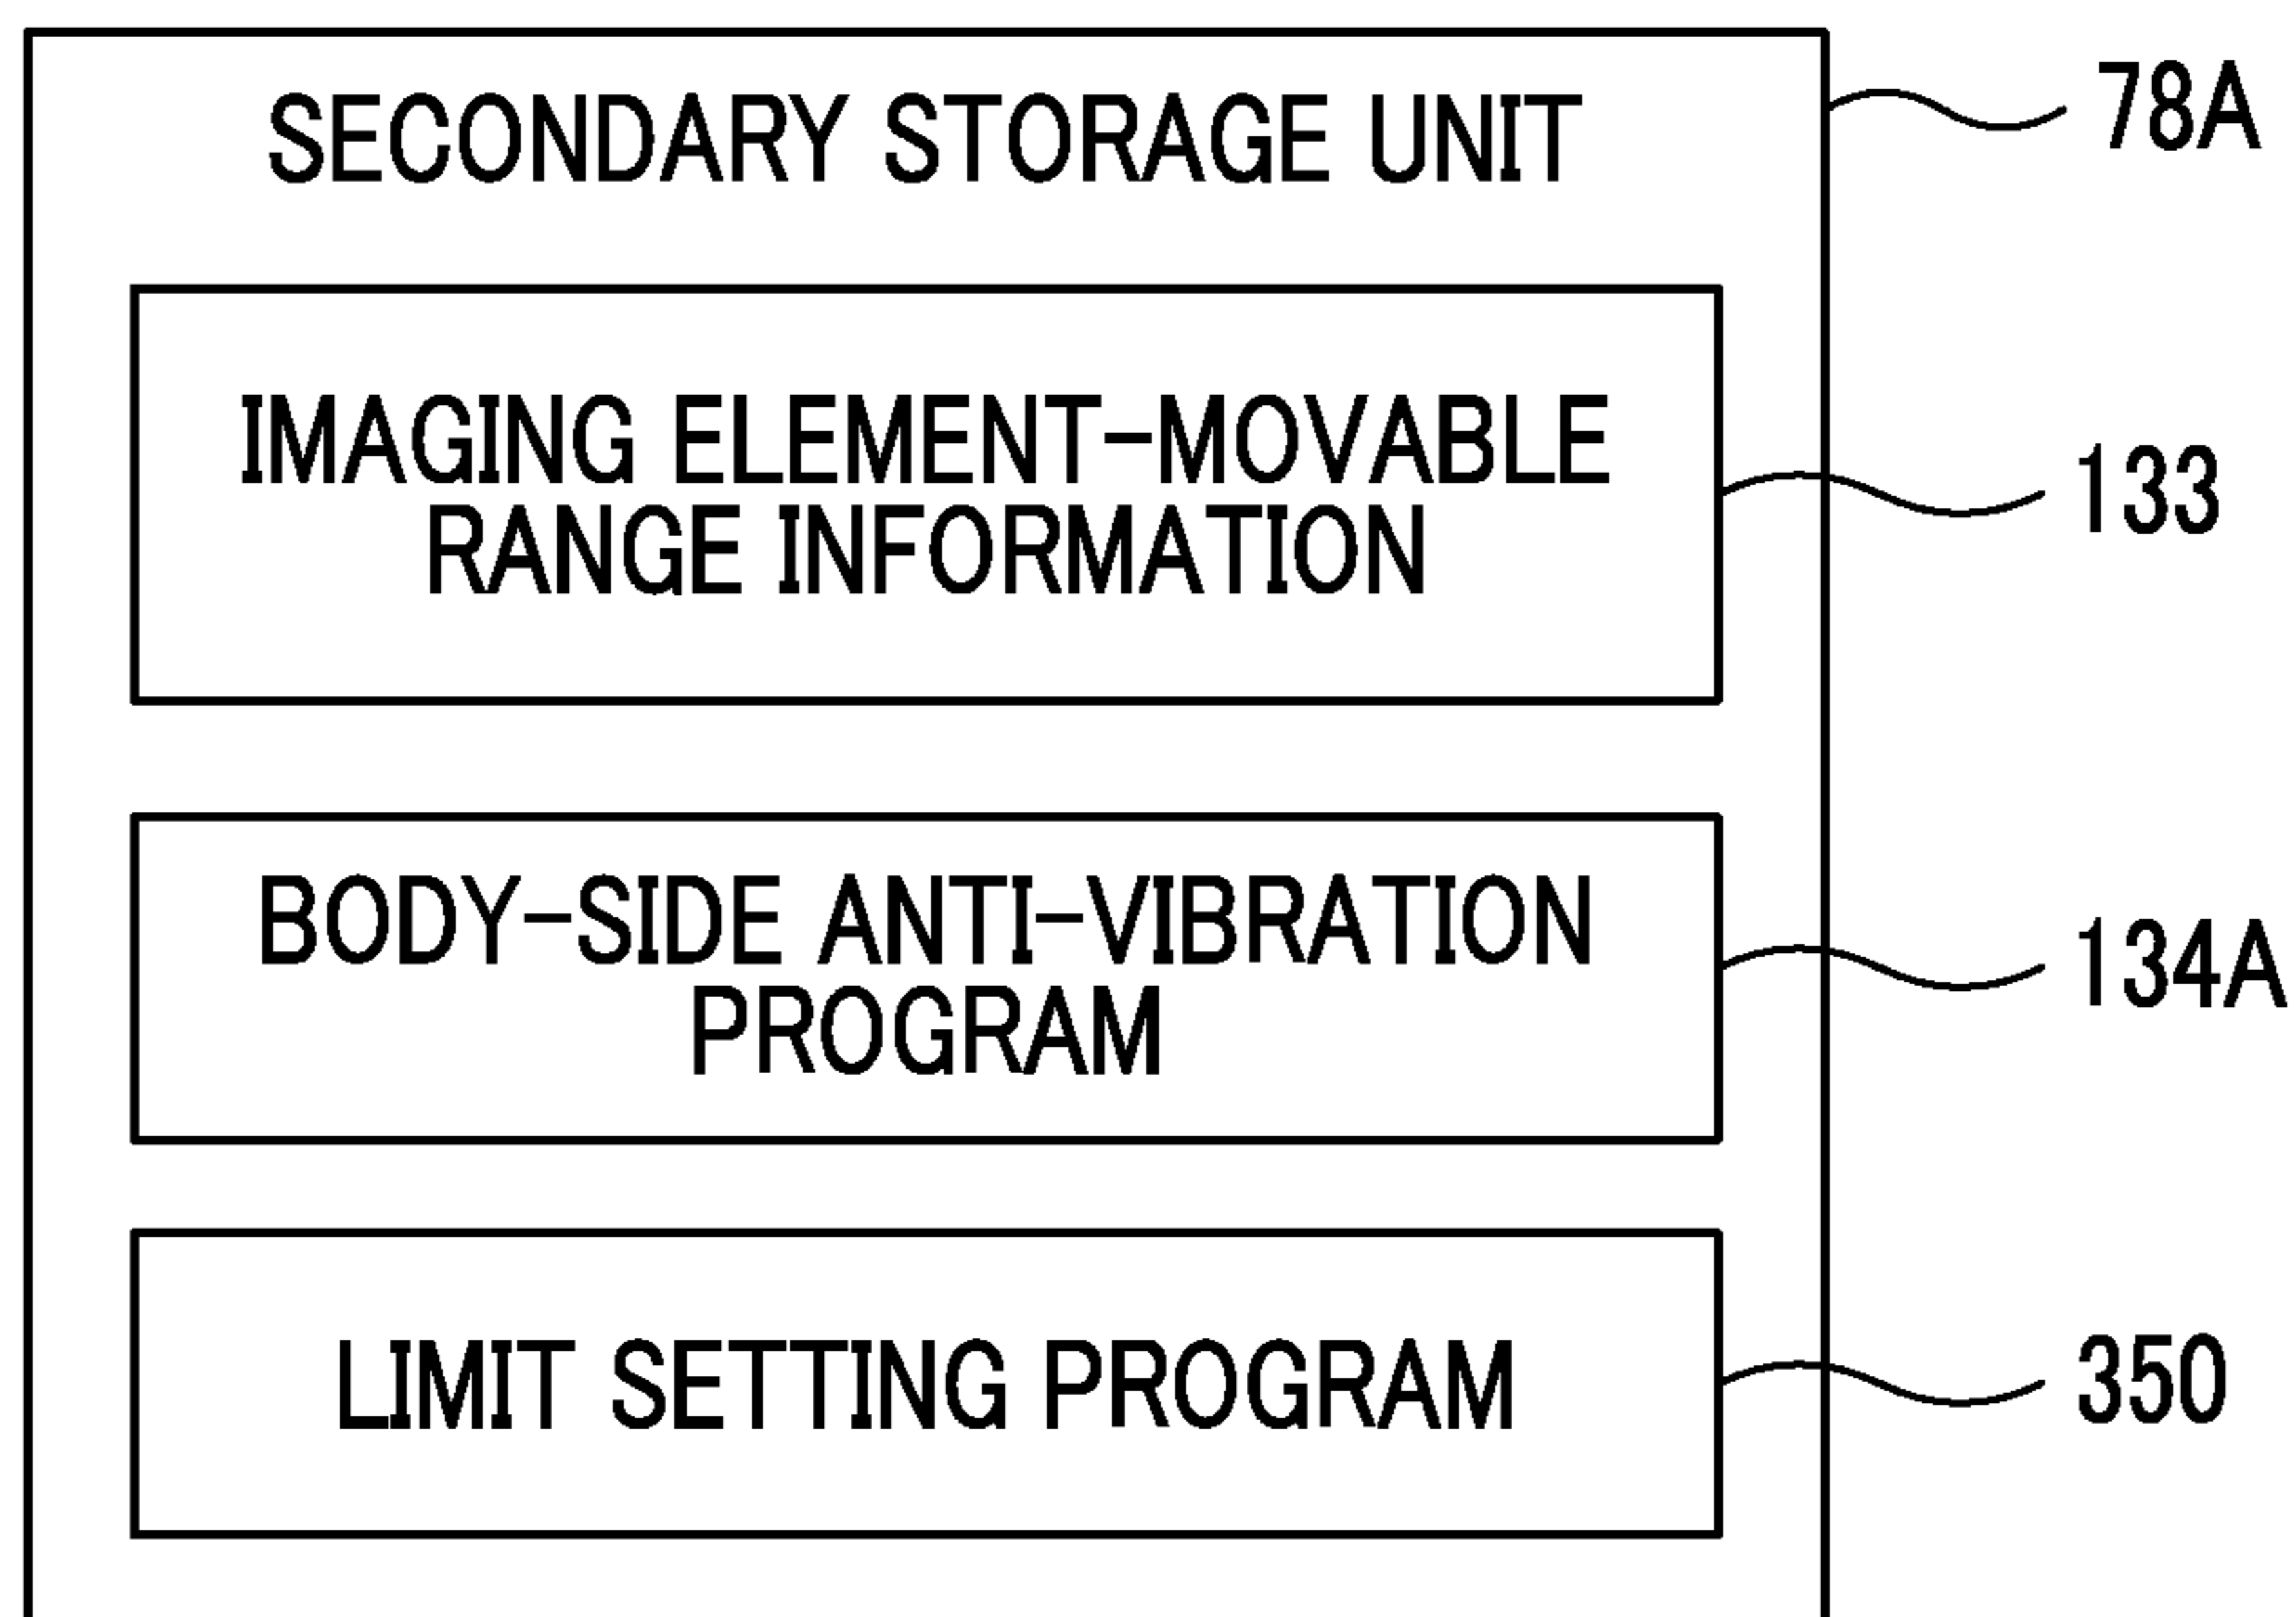 SECONDARY STORAGE UNIT
78A
IMAGING ELEMENT-MOVABLE
RANGE INFORMATION
133
BODY-SIDE ANTI-VIBRATION
PROGRAM
134A
LIMIT SETTING PROGRAM
350